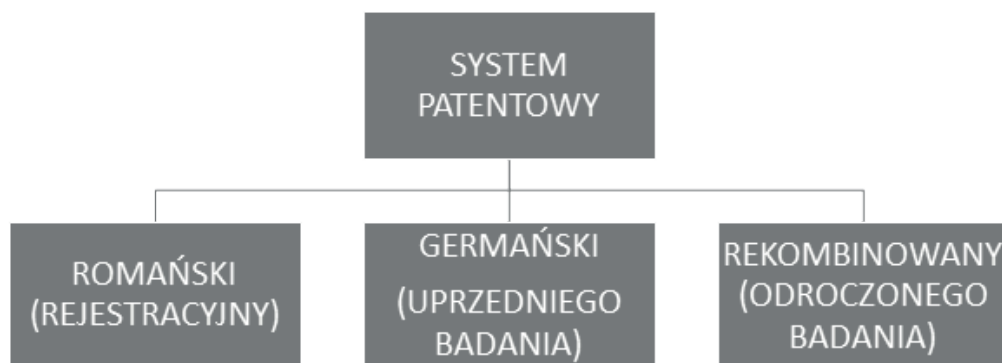 SYSTEM
PATENTOWY
ROMAŃSKI
(REJESTRACYJNY)
GERMAŃSKI
(UPRZEDNIEGO
BADANIA)
REKOMBINOWANY
(ODROCZONEGO
BADANIA)